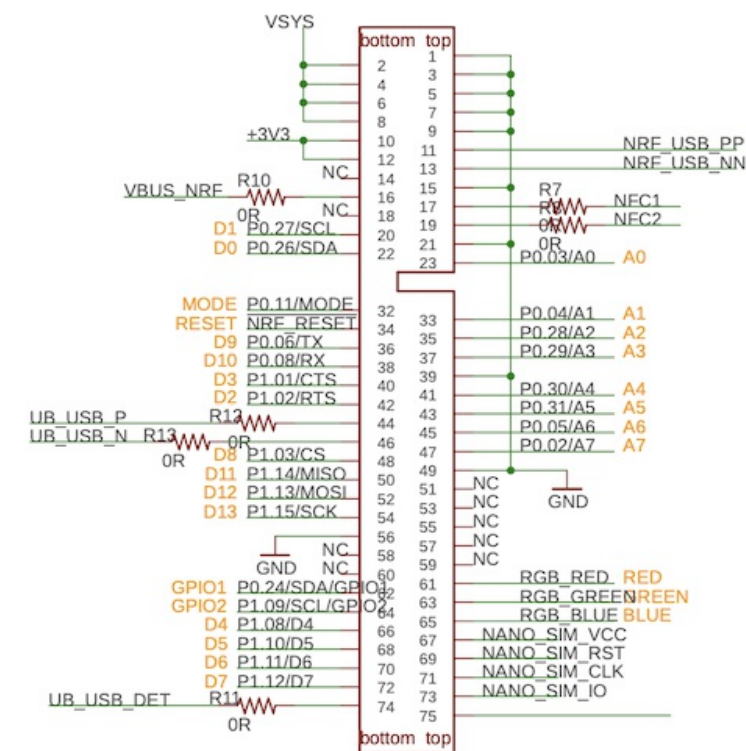 VSYS
bottom top
2 1
4 3
6 5
8 7
+3V3 10 9
12 11 NRF_USB_PP
NC 14 13 NRF_USB_NN
VBUS_NRF R10 0R 16 15
NC 18 17 R7 0R NFC1
D1 P0.27/SCL 20 19 R8 0R NFC2
D0 P0.26/SDA 22 21
23 P0.03/A0 A0
MODE P0.11/MODE 32
RESET NRF_RESET 34 33 P0.04/A1 A1
D9 P0.06/TX 36 35 P0.28/A2 A2
D10 P0.08/RX 38 37 P0.29/A3 A3
D3 P1.01/CTS 40 39
D2 P1.02/RTS 42 41 P0.30/A4 A4
UB_USB_P R12 0R 44 43 P0.31/A5 A5
UB_USB_N R13 0R 46 45 P0.05/A6 A6
D8 P1.03/CS 48 47 P0.02/A7 A7
D11 P1.14/MISO 50 49
D12 P1.13/MOSI 52 51 NC
D13 P1.15/SCK 54 53 NC
GND
56 55 NC
NC 58 57 NC
NC 60 59 NC
GND
GPIO1 P0.24/SDA/GPIO1 62 61 RGB_RED RED
GPIO2 P1.09/SCL/GPIO2 64 63 RGB_GREEN GREEN
D4 P1.08/D4 66 65 RGB_BLUE BLUE
D5 P1.10/D5 68 67 NANO_SIM_VCC
D6 P1.11/D6 70 69 NANO_SIM_RST
D7 P1.12/D7 72 71 NANO_SIM_CLK
UB_USB_DET R11 0R 74 73 NANO_SIM_IO
75
bottom top